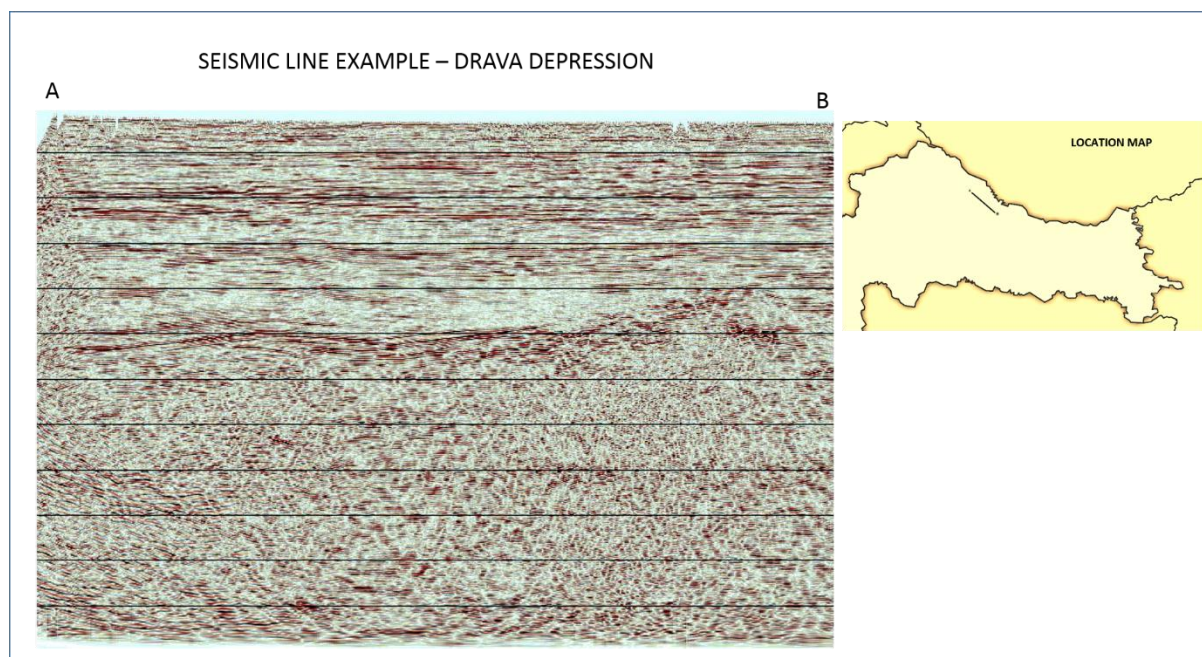 SEISMIC LINE EXAMPLE – DRAVA DEPRESSION
A
B
LOCATION MAP